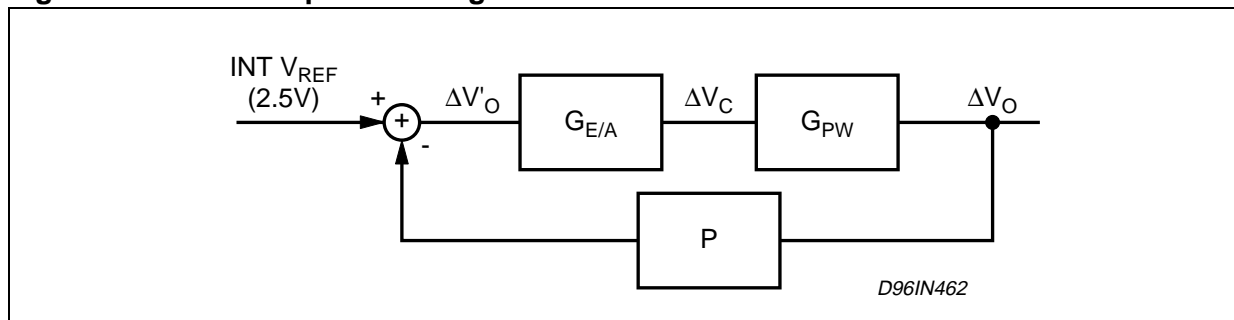 INT V_REF
(2.5V)
+
+
-
ΔV'_O
G_E/A
ΔV_C
G_PW
ΔV_O
P
D96IN462